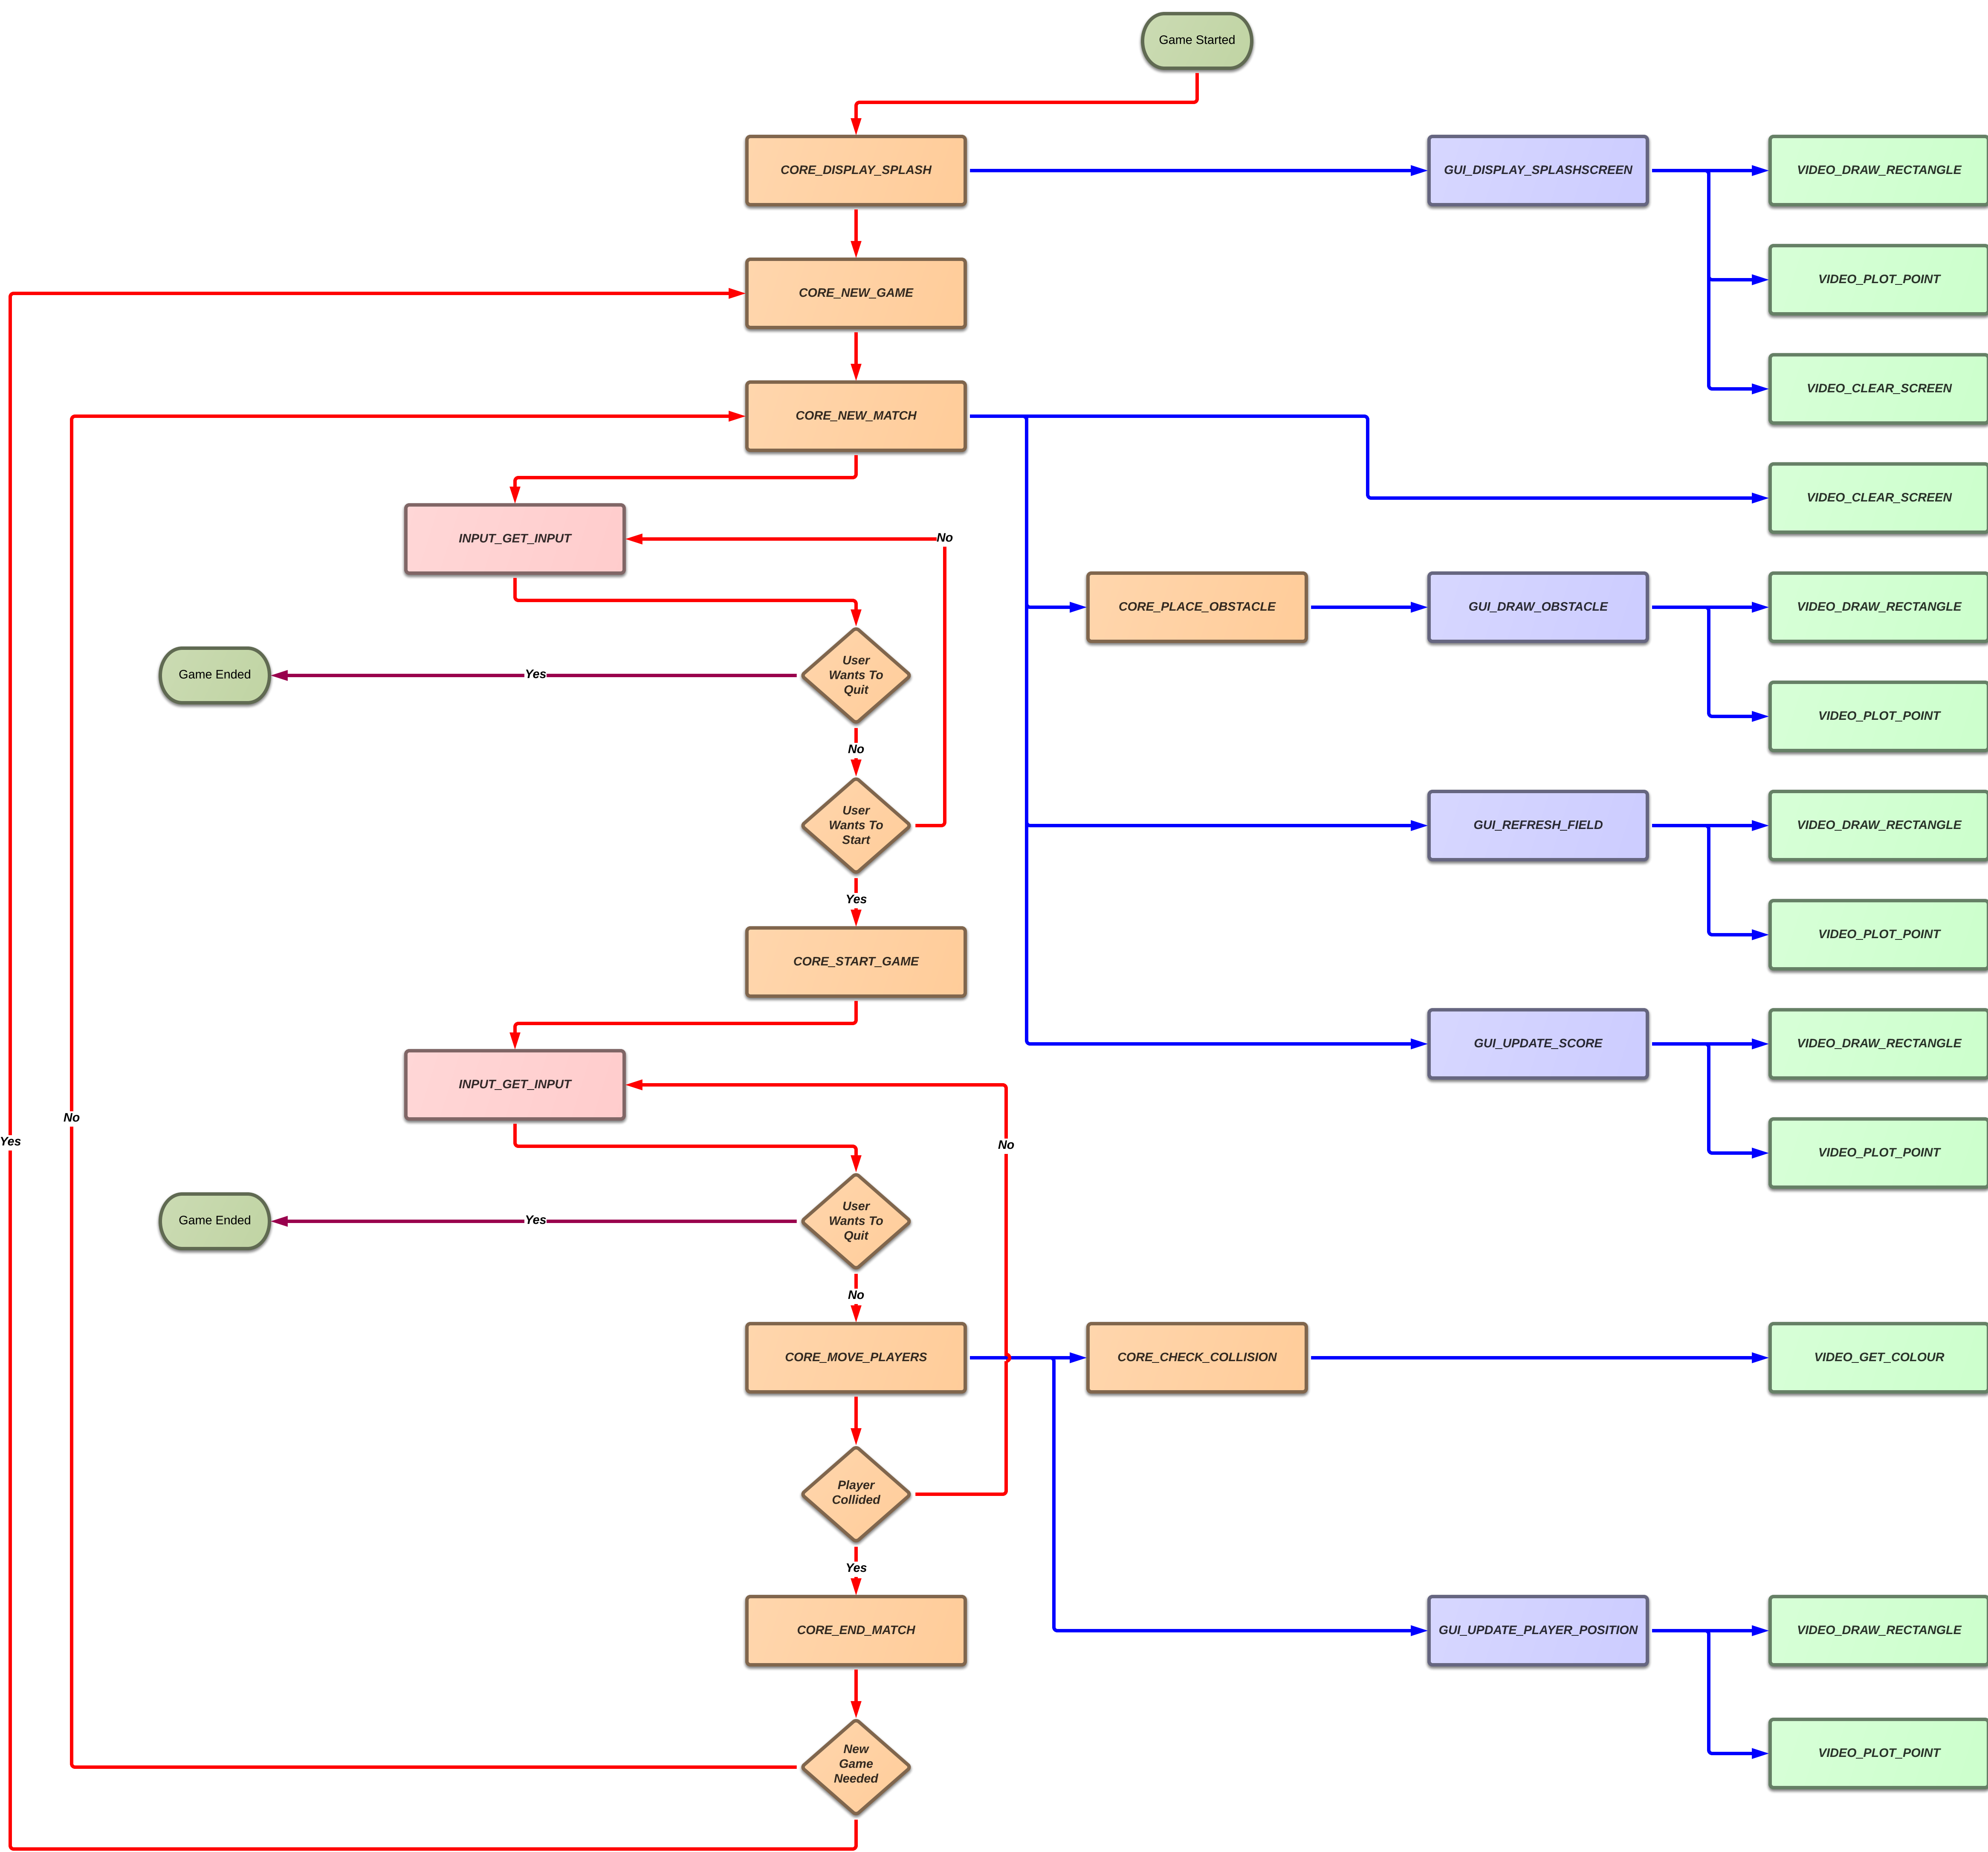 Game Started
CORE_DISPLAY_SPLASH
GUI_DISPLAY_SPLASHSCREEN
VIDEO_DRAW_RECTANGLE
CORE_NEW_GAME
VIDEO_PLOT_POINT
VIDEO_CLEAR_SCREEN
CORE_NEW_MATCH
VIDEO_CLEAR_SCREEN
INPUT_GET_INPUT
No
CORE_PLACE_OBSTACLE
GUI_DRAW_OBSTACLE
VIDEO_DRAW_RECTANGLE
Game Ended
Yes
User
Wants To
Quit
VIDEO_PLOT_POINT
No
User
Wants To
Start
GUI_REFRESH_FIELD
VIDEO_DRAW_RECTANGLE
Yes
VIDEO_PLOT_POINT
CORE_START_GAME
GUI_UPDATE_SCORE
VIDEO_DRAW_RECTANGLE
INPUT_GET_INPUT
No
Yes
No
VIDEO_PLOT_POINT
Game Ended
Yes
User
Wants To
Quit
No
CORE_MOVE_PLAYERS
CORE_CHECK_COLLISION
VIDEO_GET_COLOUR
Player
Collided
Yes
CORE_END_MATCH
GUI_UPDATE_PLAYER_POSITION
VIDEO_DRAW_RECTANGLE
New
Game
Needed
VIDEO_PLOT_POINT